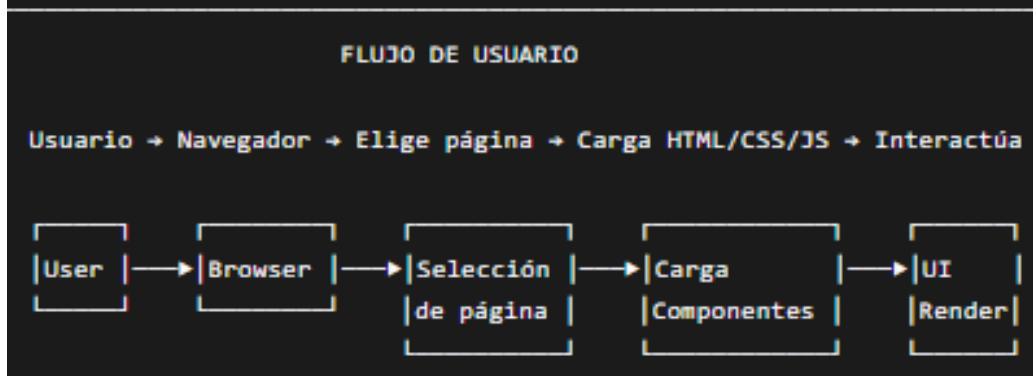 FLUJO DE USUARIO
Usuario → Navegador → Elige página → Carga HTML/CSS/JS → Interactúa
User Browser Selección Carga UI
de página Componentes Render